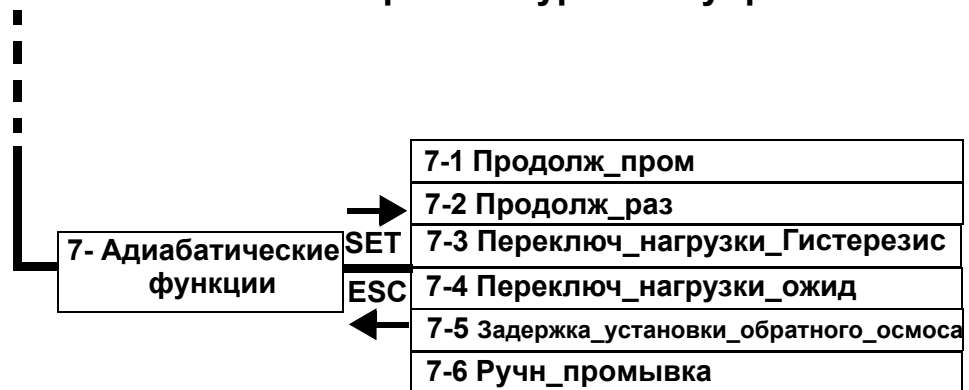 7-1 Продолж_пром
7-2 Продолж_раз
7- Адиабатические
функции
SET
ESC
7-3 Переключ_нагрузки_Гистерезис
7-4 Переключ_нагрузки_ожид
7-5 Задержка_установки_обратного_осмоса
7-6 Ручн_промывка